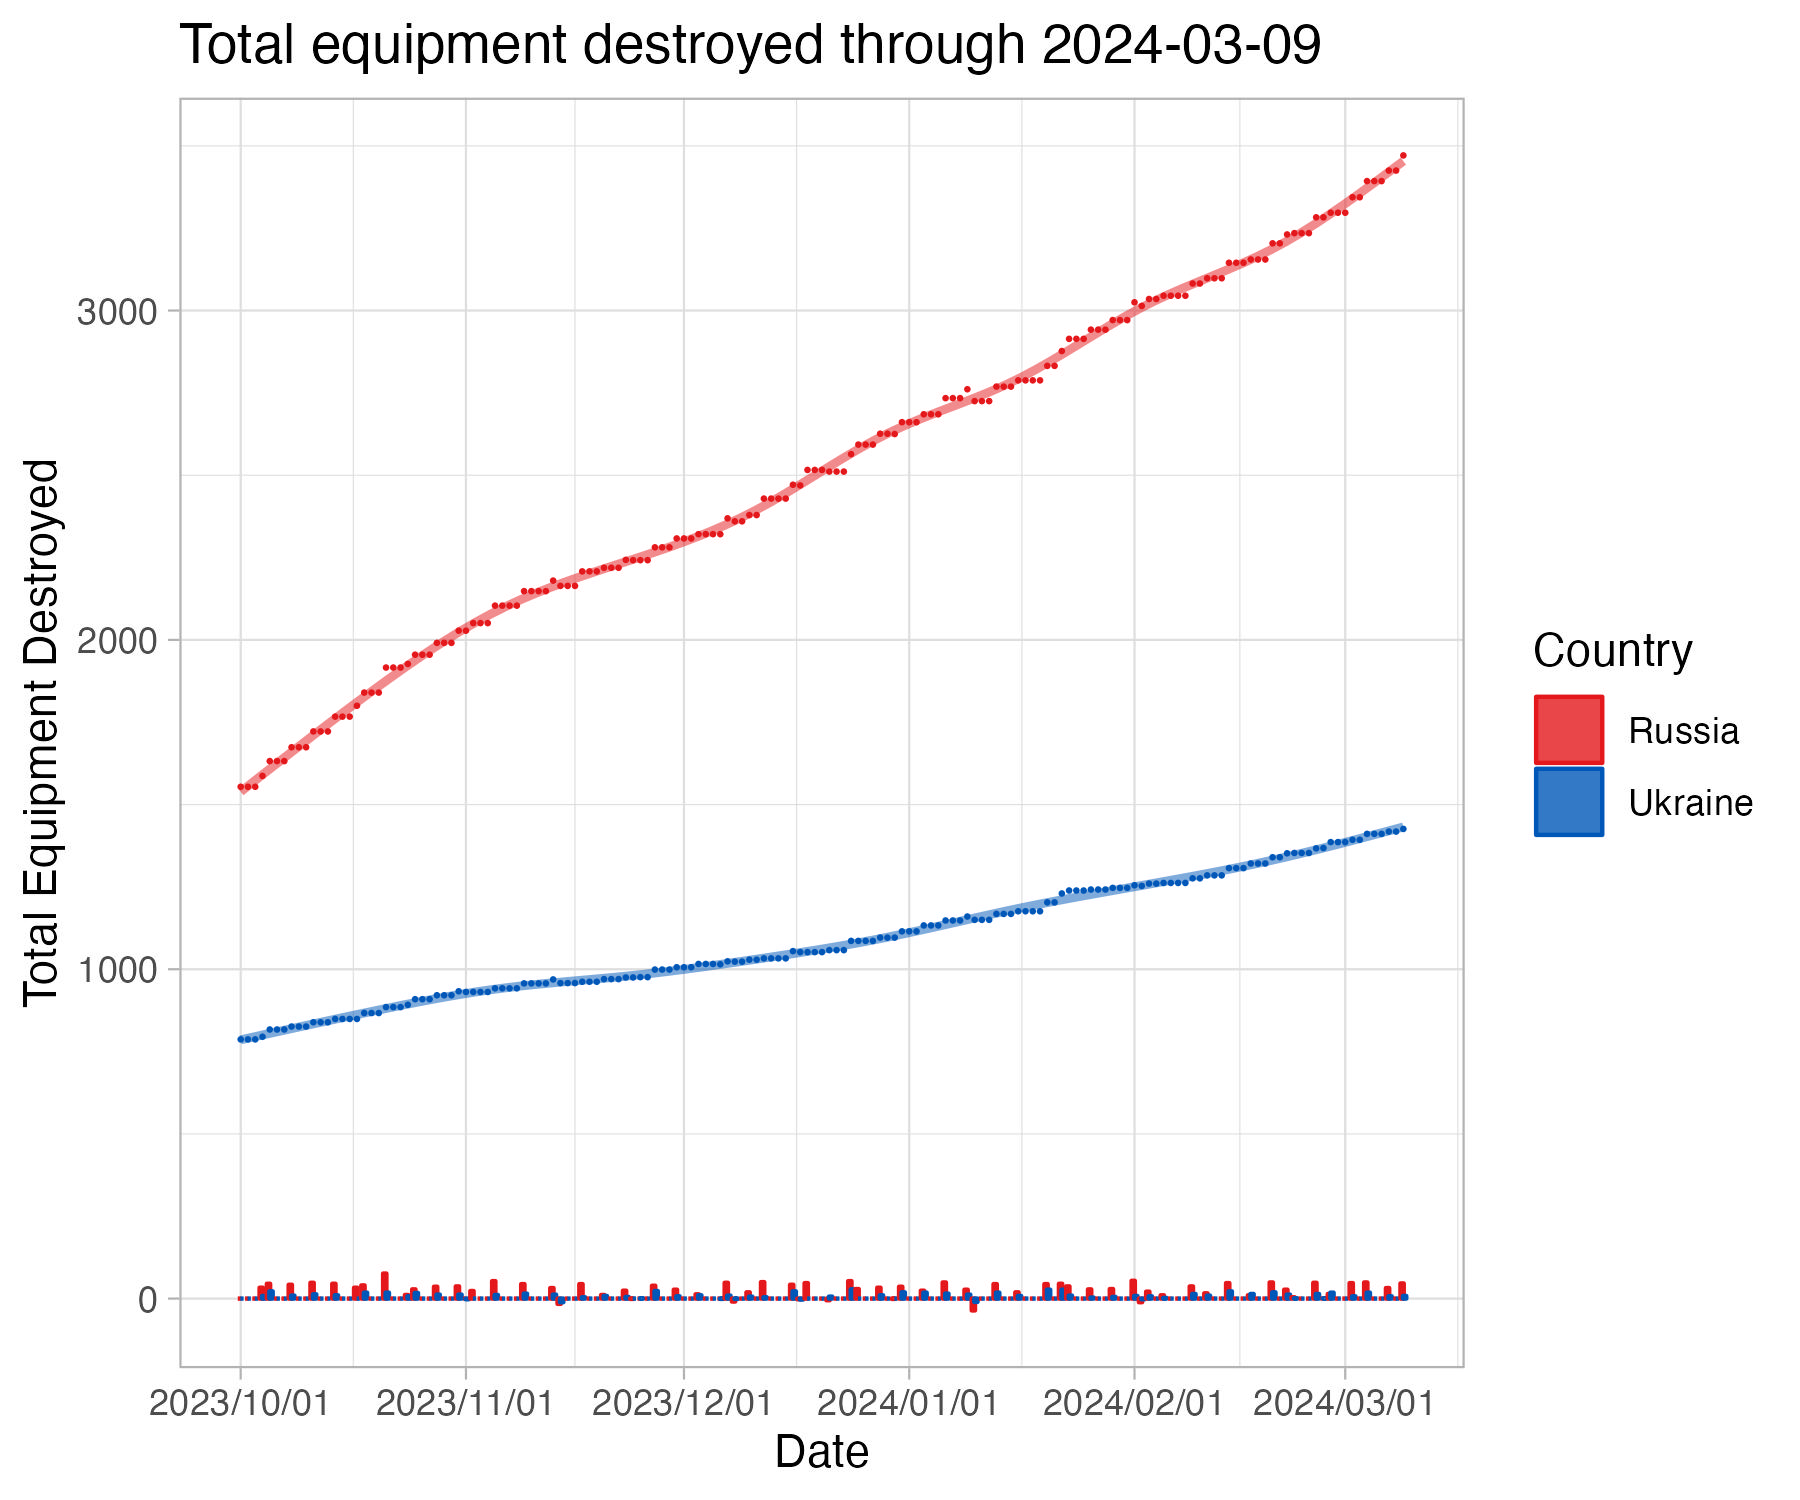 Total equipment destroyed through 2024-03-09
Total Equipment Destroyed
3000
2000
1000
0
2023/10/01
2023/11/01
2023/12/01
2024/01/01
2024/02/01
2024/03/01
Date
Country
Russia
Ukraine